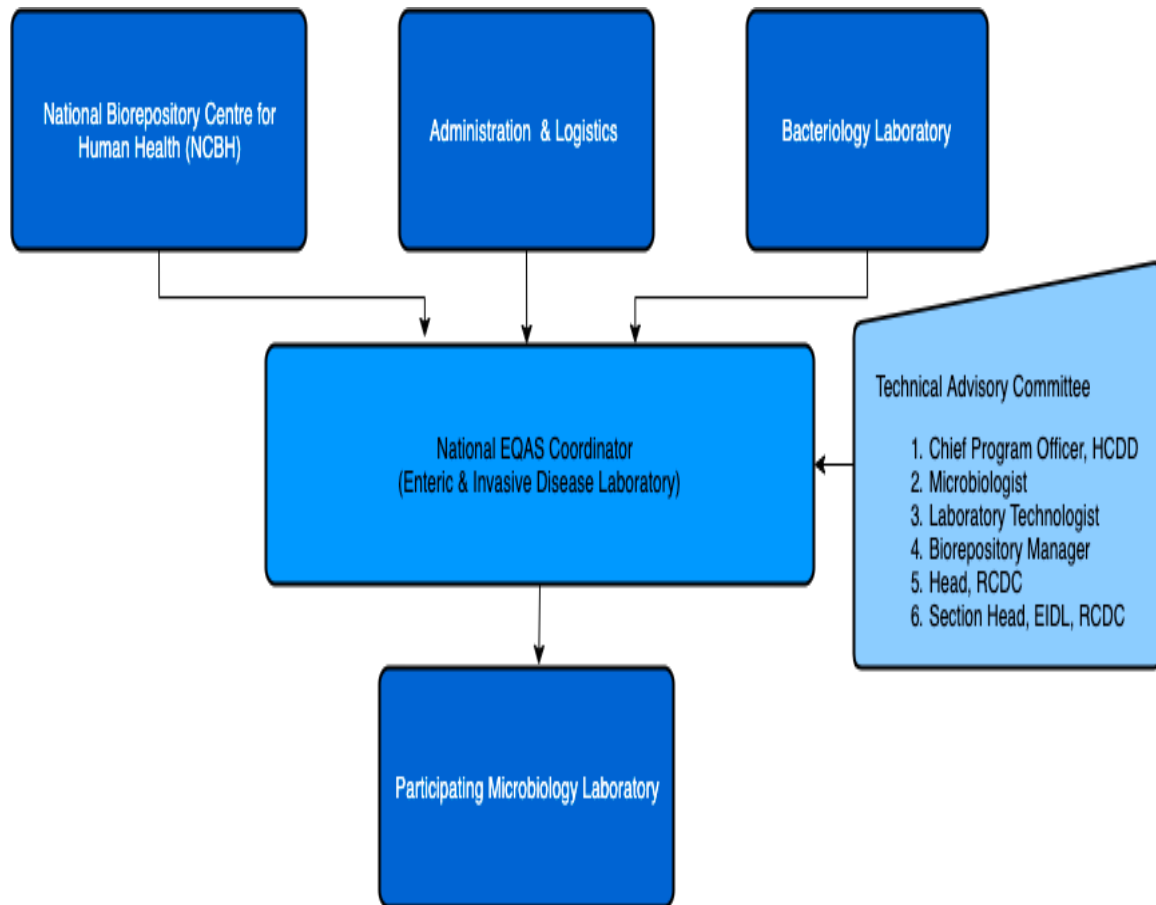 National Biorepository Centre for
Human Health (NCBH)
Administration & Logistics
Bacteriology Laboratory
National EQAS Coordinator
(Enteric & Invasive Disease Laboratory)
Technical Advisory Committee
1. Chief Program Officer, HCDD
2. Microbiologist
3. Laboratory Technologist
4. Biorepository Manager
5. Head, RCDC
6. Section Head, EIDL, RCDC
Participating Microbiology Laboratory